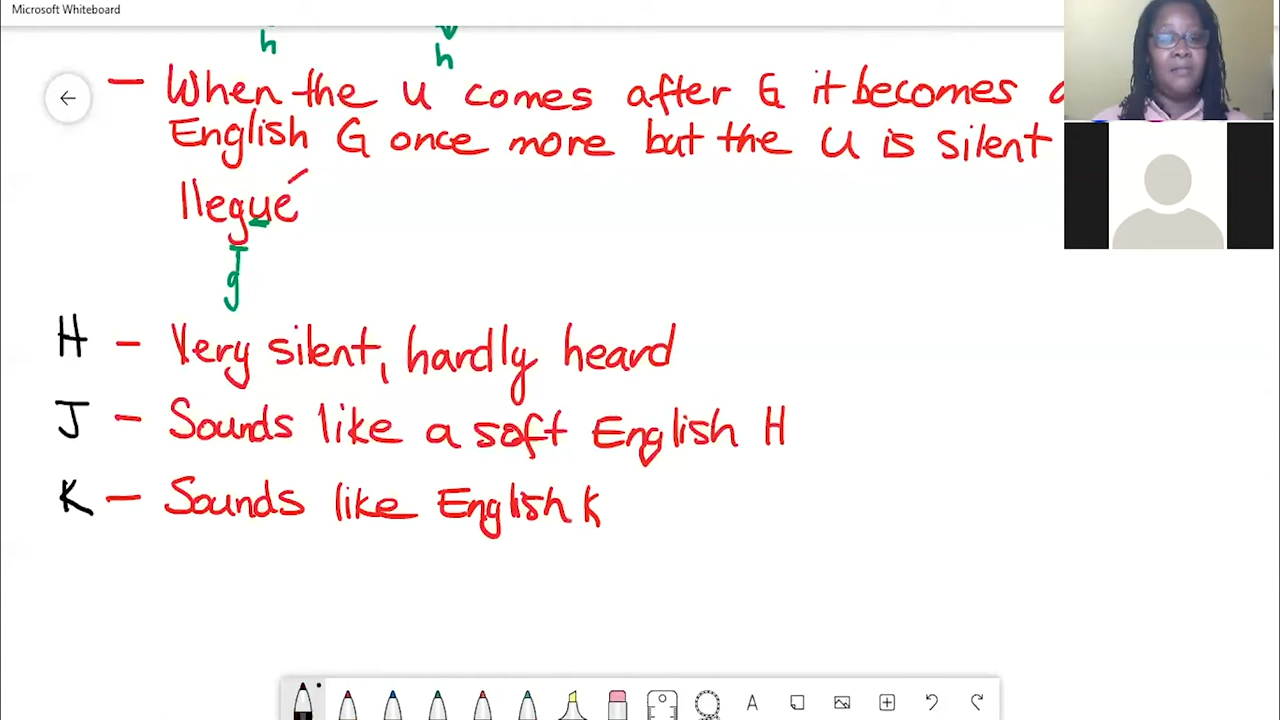 Microsoft Whiteboard
h h
- When the u comes after G it becomes a
English G once more but the U is silent
llegué
g
H - Very silent, hardly heard
J - Sounds like a soft English H
K - Sounds like English K
A